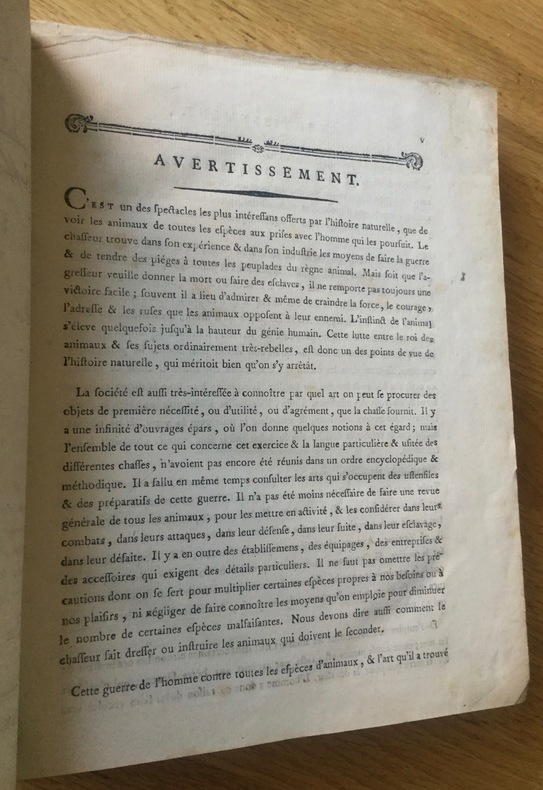 v
AVERTISSEMENT.
C'EST un des ſpectacles les plus intéreſſans offerts par l'hiſtoire naturelle, que de
voir les animaux de toutes les eſpèces aux priſes avec l'homme qui les pourſuit. Le
chaſſeur trouve dans ſon expérience & dans ſon induſtrie les moyens de faire la guerre
& de tendre des piéges à toutes les peuplades du règne animal. Mais ſoit que l'a-
greſſeur veuille donner la mort ou faire des eſclaves, il ne remporte pas toujours une
victoire facile; ſouvent il a lieu d'admirer & même de craindre la force, le courage,
l'adreſſe & les ruſes que les animaux oppoſent à leur ennemi. L'inſtinct de l'animal
s'élève quelquefois juſqu'à la hauteur du génie humain. Cette lutte entre le roi des
animaux & ſes ſujets ordinairement très-rebelles, eſt donc un des points de vue de
l'hiſtoire naturelle, qui méritoit bien qu'on s'y arrêtât.
La ſociété eſt auſſi très-intéreſſée à connoître par quel art on peut ſe procurer des
objets de première néceſſité, ou d'utilité, ou d'agrément, que la chaſſe fournit. Il y
a une infinité d'ouvrages épars, où l'on donne quelques notions à cet égard; mais
l'enſemble de tout ce qui concerne cet exercice & la langue particulière & uſitée des
différentes chaſſes, n'avoient pas encore été réunis dans un ordre encyclopédique &
méthodique. Il a fallu en même temps conſulter les arts qui s'occupent des uſtenſiles
& des préparatifs de cette guerre. Il n'a pas été moins néceſſaire de faire une revue
générale de tous les animaux, pour les mettre en activité, & les conſidérer dans leurs
combats, dans leurs attaques, dans leur défenſe, dans leur fuite, dans leur eſclavage,
dans leur défaite. Il y a en outre des établiſſemens, des équipages, des entrepriſes &
des acceſſoires qui exigent des détails particuliers. Il ne faut pas omettre les pré-
cautions dont on ſe ſert pour multiplier certaines eſpèces propres à nos beſoins ou à
nos plaiſirs, ni négliger de faire connoître les moyens qu'on emploie pour diminuer
le nombre de certaines eſpèces malfaiſantes. Nous devons dire auſſi comment le
chaſſeur ſait dreſſer ou inſtruire les animaux qui doivent le ſeconder.
Cette guerre de l'homme contre toutes les eſpèces d'animaux, & l'art qu'il a trouvé